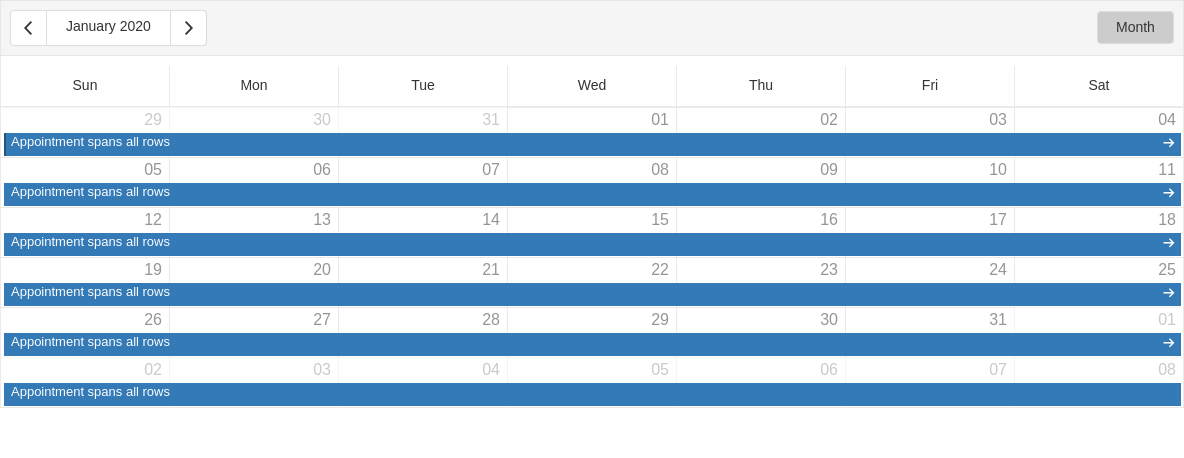 January 2020 Month
Sun Mon Tue Wed Thu Fri Sat
29 30 31 01 02 03 04
Appointment spans all rows
05 06 07 08 09 10 11
Appointment spans all rows
12 13 14 15 16 17 18
Appointment spans all rows
19 20 21 22 23 24 25
Appointment spans all rows
26 27 28 29 30 31 01
Appointment spans all rows
02 03 04 05 06 07 08
Appointment spans all rows